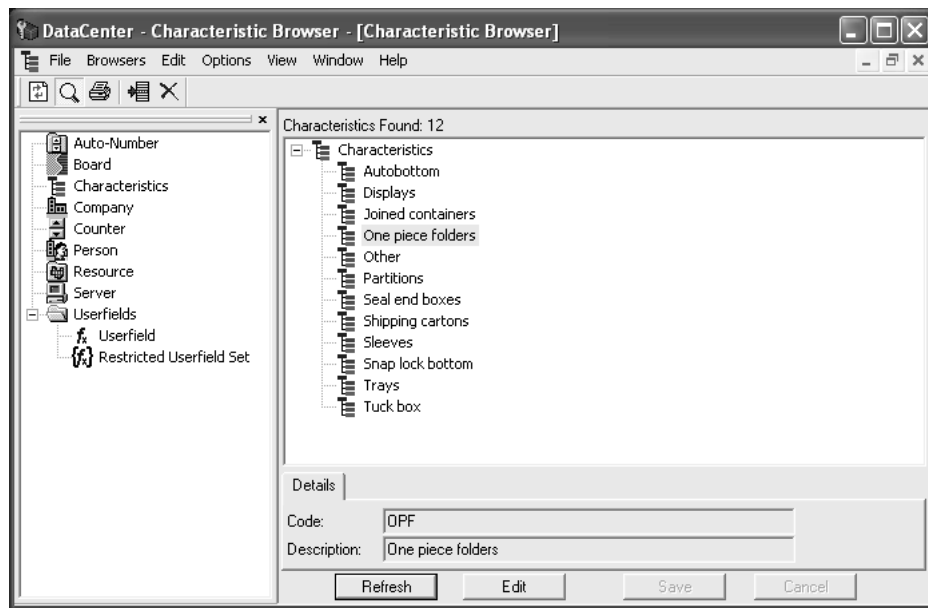 DataCenter - Characteristic Browser - [Characteristic Browser]
File Browsers Edit Options View Window Help
Auto-Number
Board
Characteristics
Company
Counter
Person
Resource
Server
Userfields
Userfield
Restricted Userfield Set
Characteristics Found: 12
Characteristics
Autobottom
Displays
Joined containers
One piece folders
Other
Partitions
Seal end boxes
Shipping cartons
Sleeves
Snap lock bottom
Trays
Tuck box
Details
Code: OPF
Description: One piece folders
Refresh Edit Save Cancel